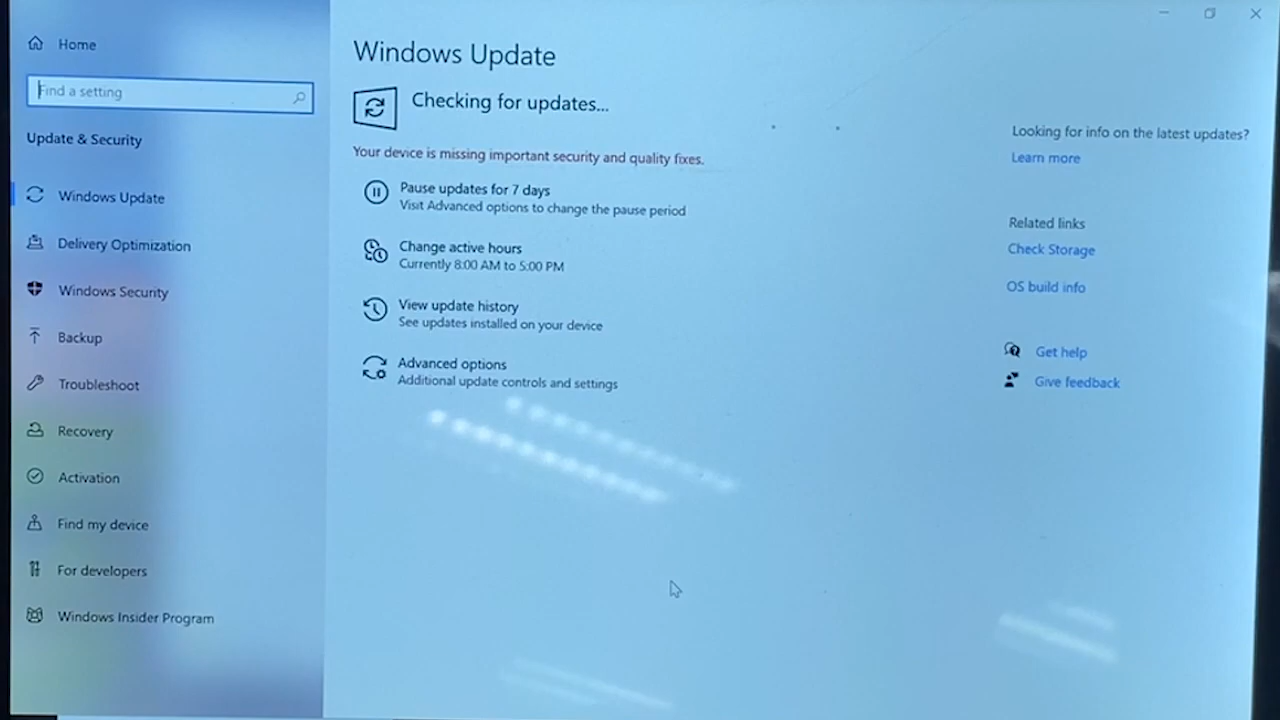 Home
Find a setting
Update & Security
Windows Update
Delivery Optimization
Windows Security
Backup
Troubleshoot
Recovery
Activation
Find my device
For developers
Windows Insider Program
Windows Update
Checking for updates...
Your device is missing important security and quality fixes.
Pause updates for 7 days
Visit Advanced options to change the pause period
Change active hours
Currently 8:00 AM to 5:00 PM
View update history
See updates installed on your device
Advanced options
Additional update controls and settings
Looking for info on the latest updates?
Learn more
Related links
Check Storage
OS build info
Get help
Give feedback